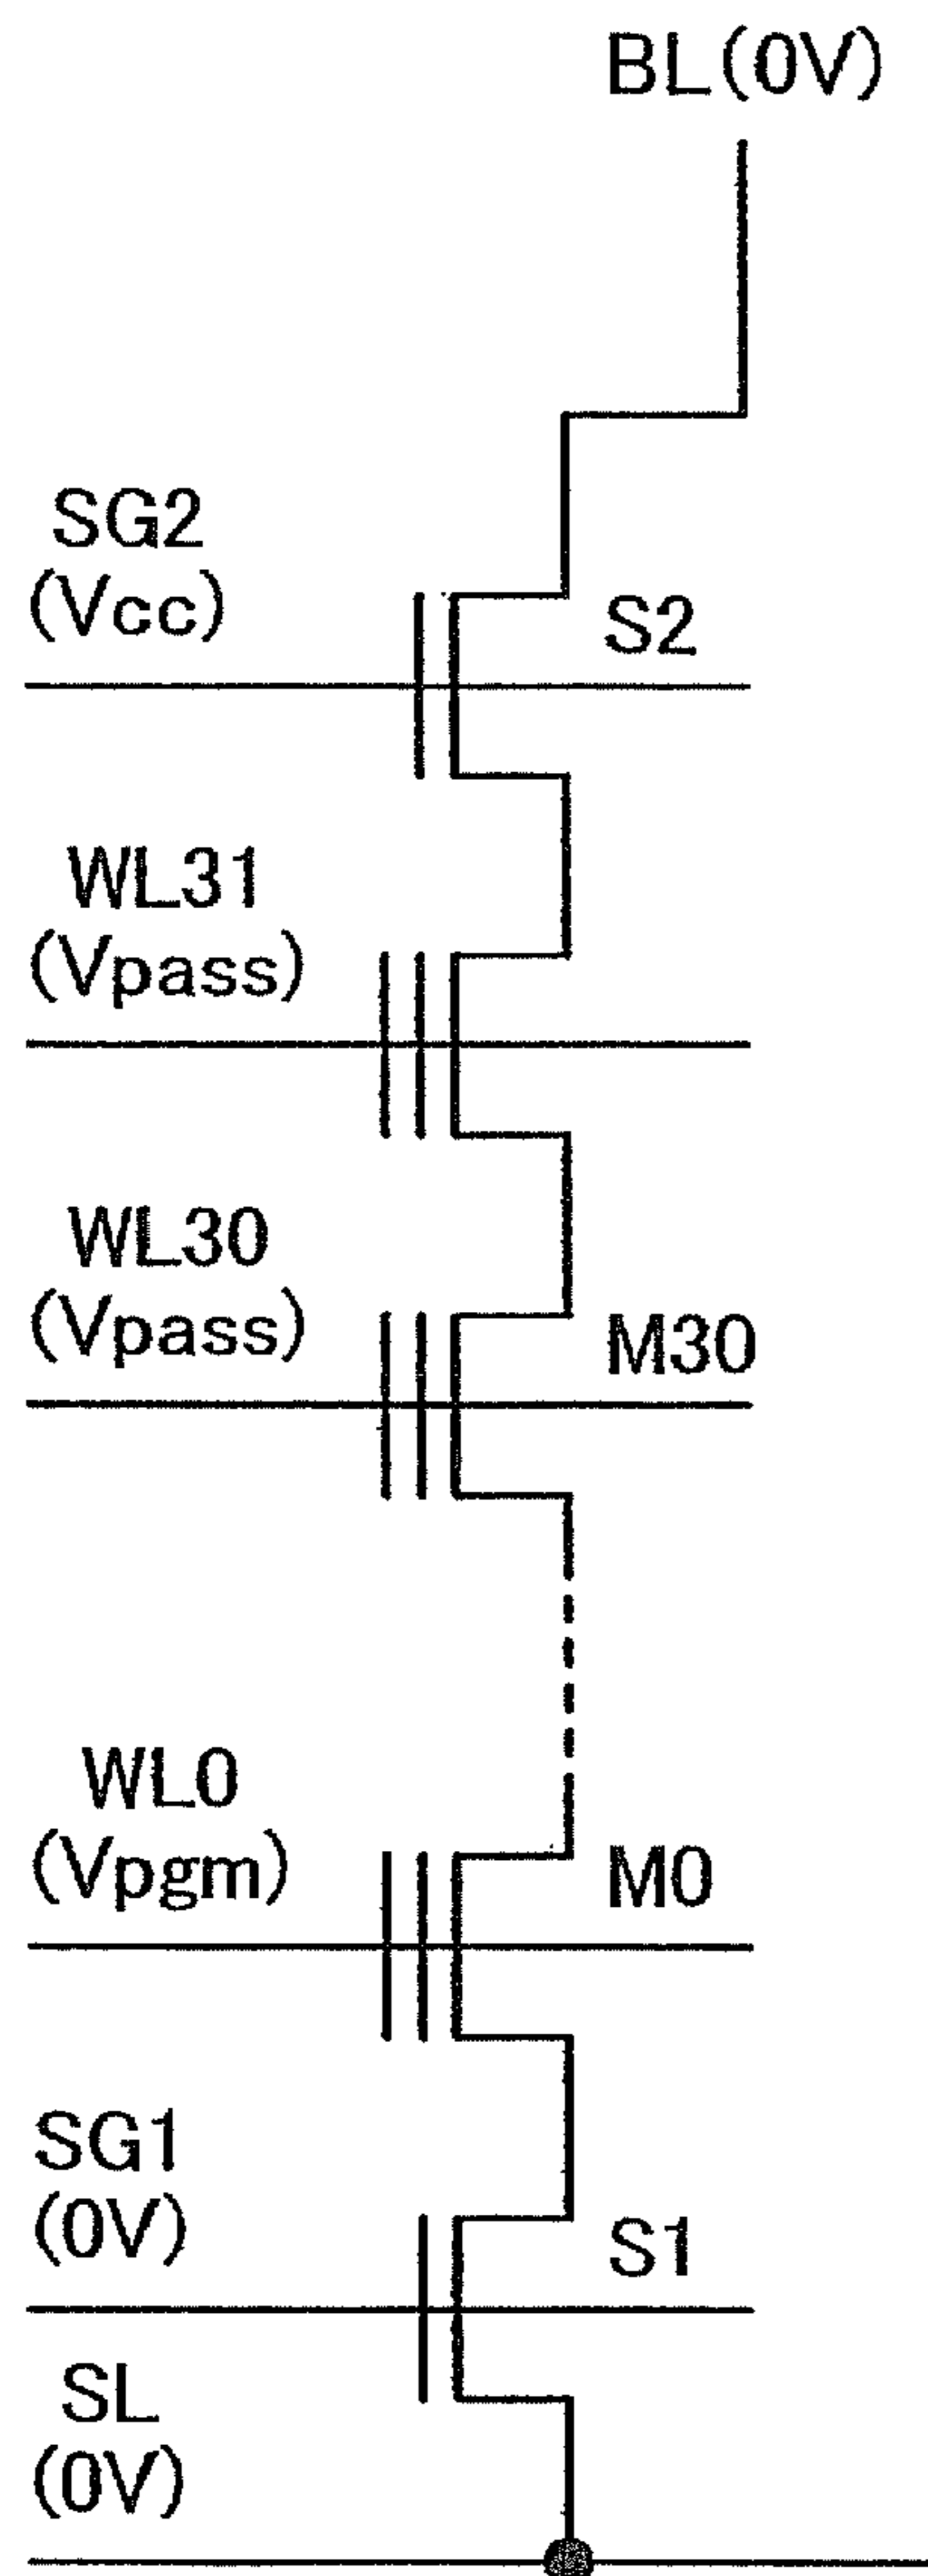 BL(0V)
SG2
(Vcc)
S2
WL31
(Vpass)
WL30
(Vpass)
M30
WL0
(Vpgm)
M0
SG1
(0V)
S1
SL
(0V)